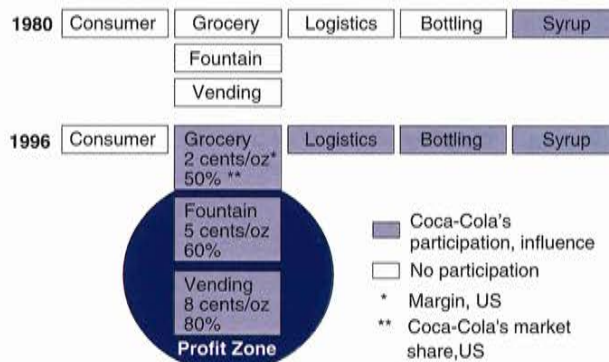 1980 Consumer Grocery Logistics Bottling Syrup
Fountain
Vending
1996 Consumer Grocery Logistics Bottling Syrup
2 cents/oz*
50% **
Fountain
5 cents/oz
60%
Vending
8 cents/oz
80%
Profit Zone
Coca-Cola's
participation, influence
No participation
* Margin, US
** Coca-Cola's market
share,US